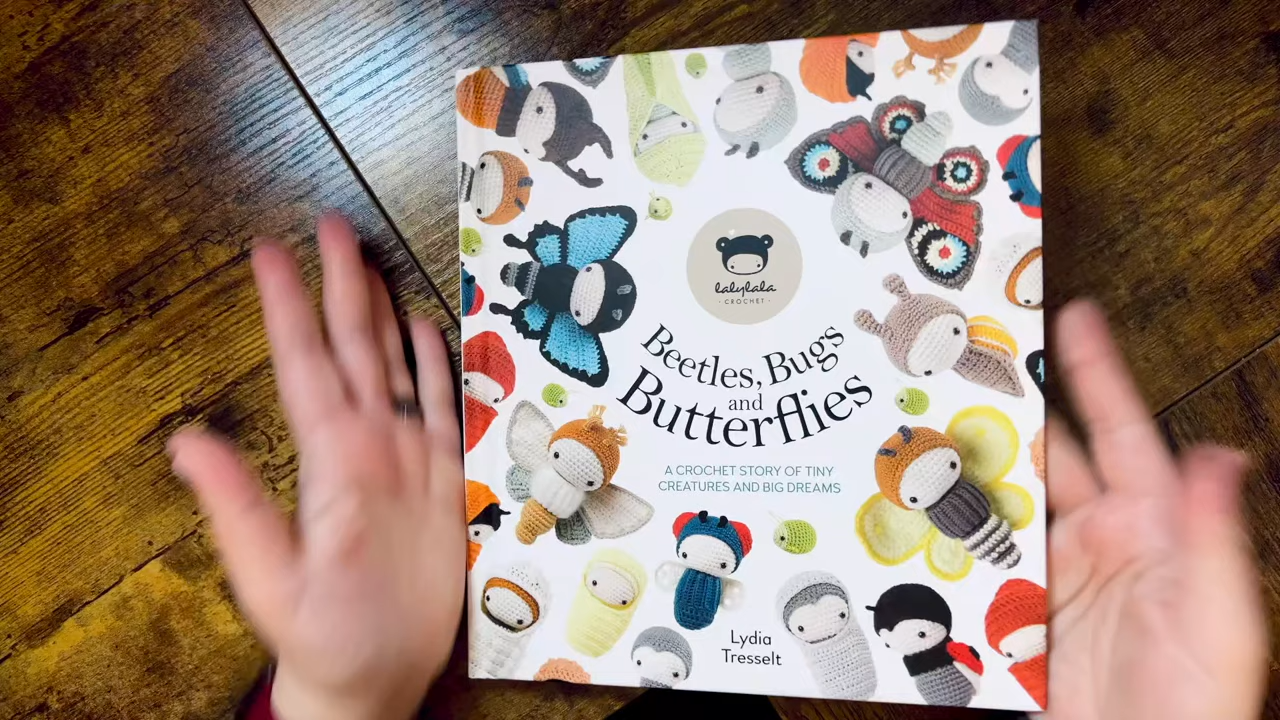 lalylala
· CROCHET ·
Beetles, Bugs
and
Butterflies
A CROCHET STORY OF TINY
CREATURES AND BIG DREAMS
Lydia
Tresselt